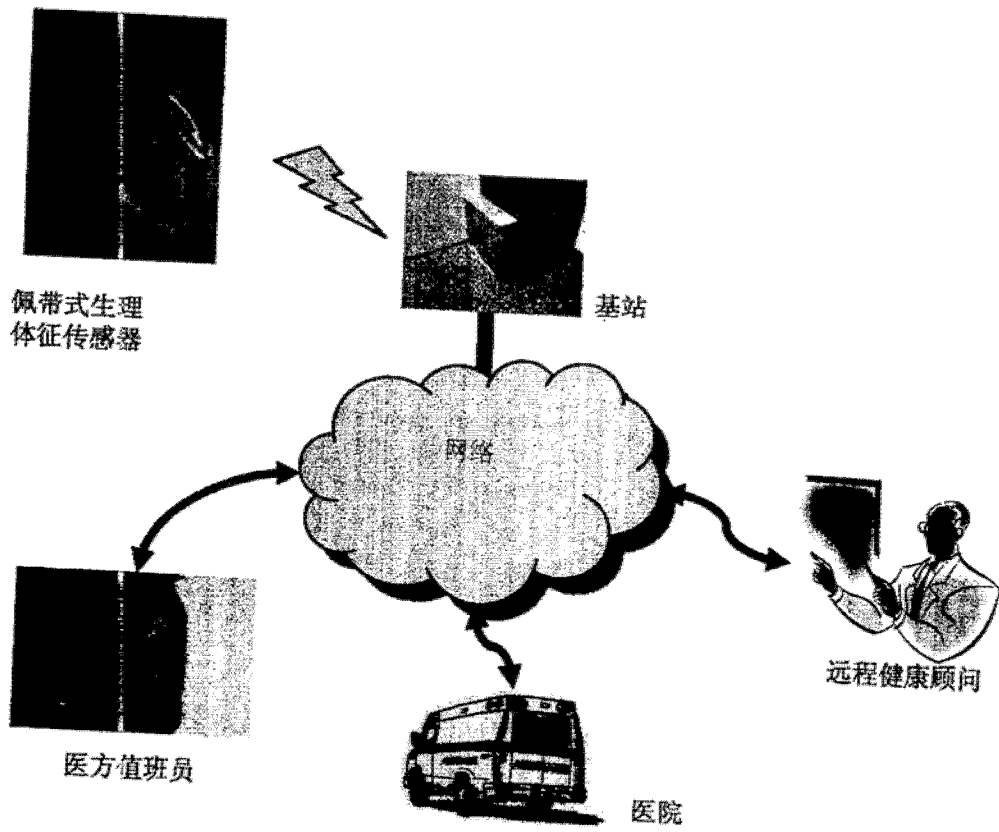 佩带式生理
体征传感器
基站
网络
远程健康顾问
医方值班员
医院